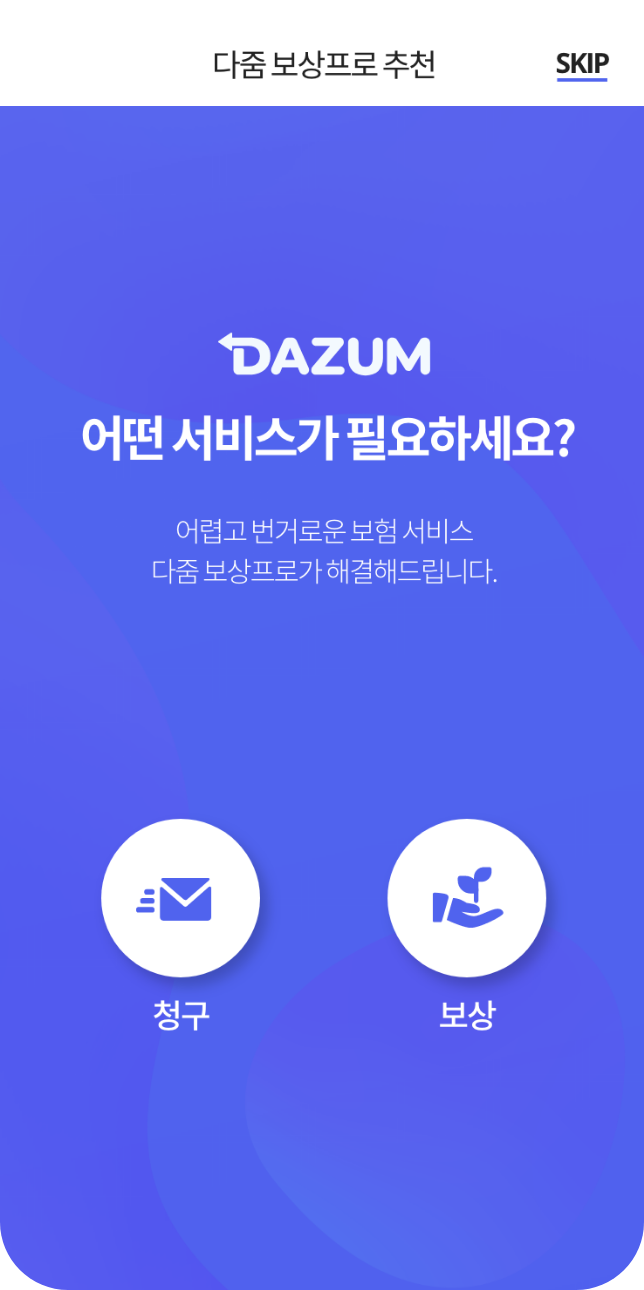 다줌 보상프로 추천
SKIP
DAZUM
어떤 서비스가 필요하세요?
어렵고 번거로운 보험 서비스
다줌 보상프로가 해결해드립니다.
청구
보상